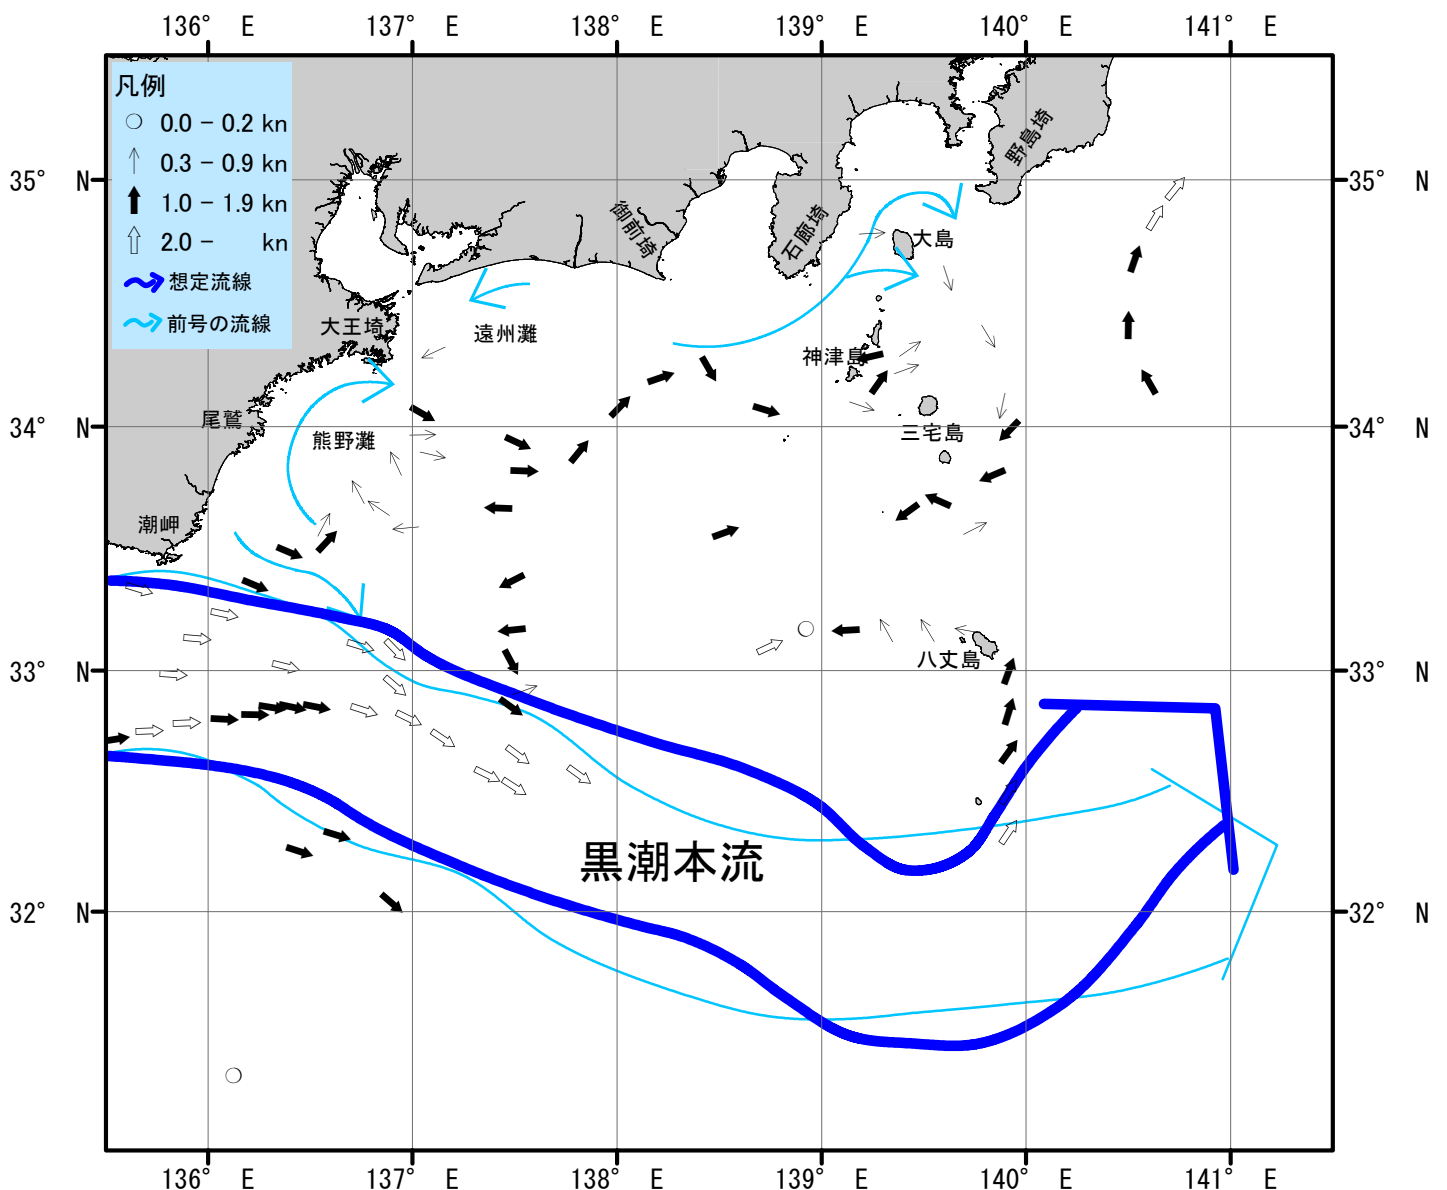 136° E 137° E 138° E 139° E 140° E 141° E
凡例
0.0 - 0.2 kn
0.3 - 0.9 kn
1.0 - 1.9 kn
2.0 - kn
想定流線
前号の流線
野島埼
35° N
35° N
御前埼
石廊埼
大島
大王埼
遠州灘
神津島
尾鷲
34° N
34° N
熊野灘
三宅島
潮岬
八丈島
33° N
33° N
黒潮本流
32° N
32° N
136° E 137° E 138° E 139° E 140° E 141° E